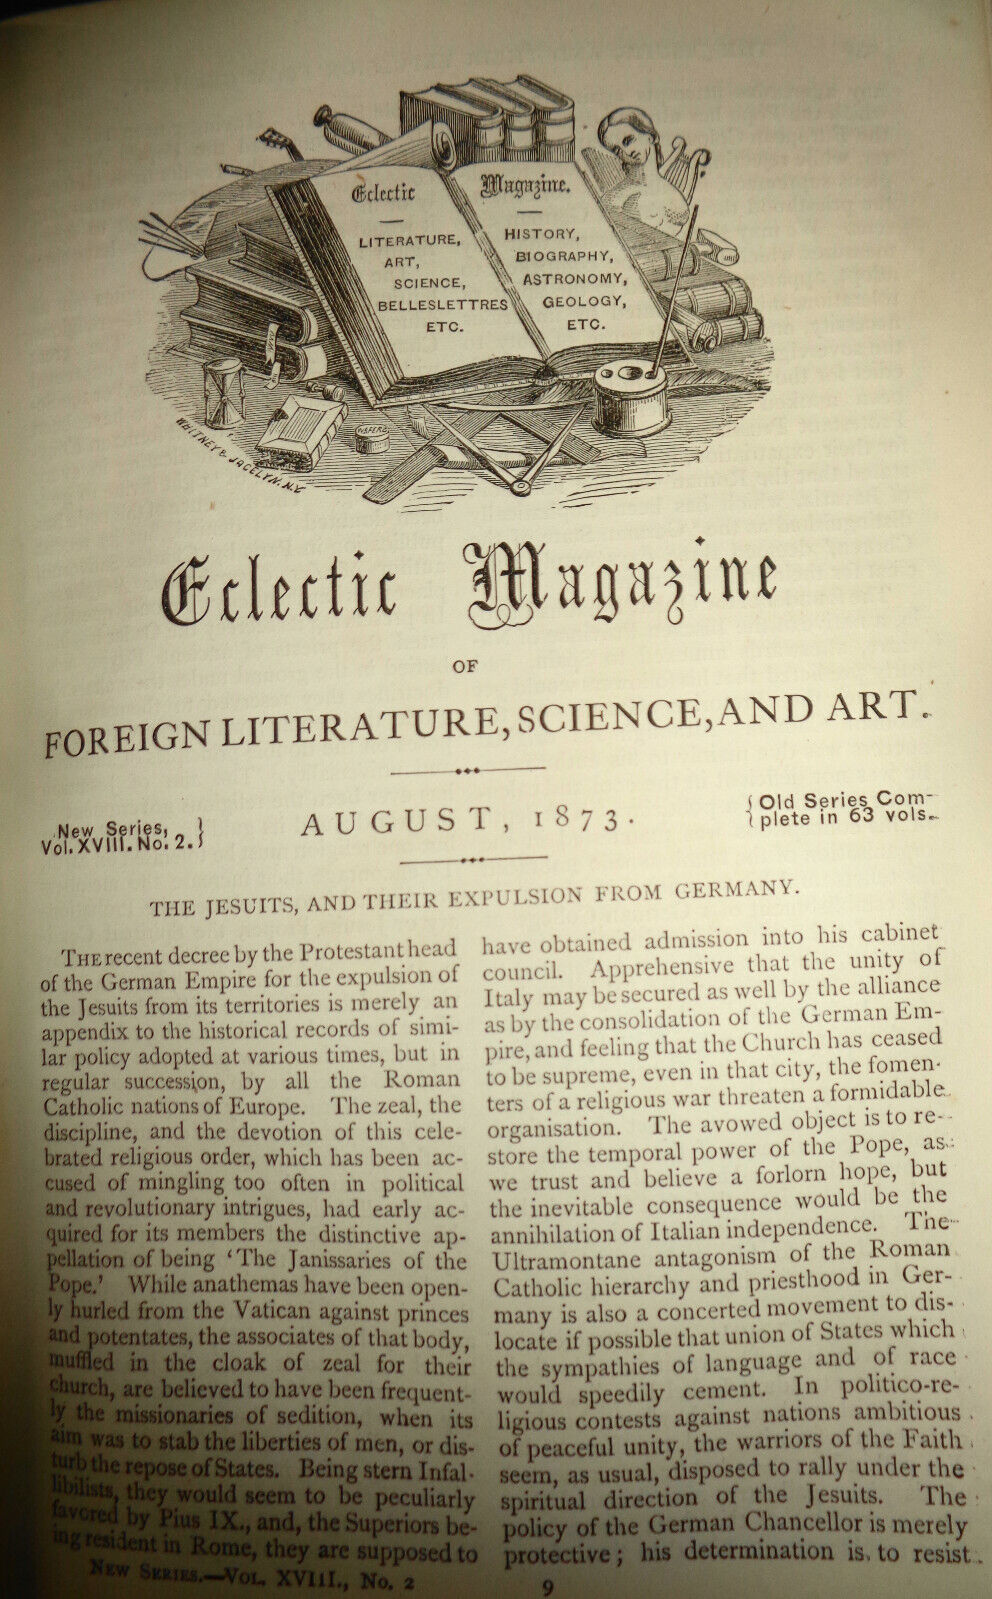 Eclectic
LITERATURE,
ART,
SCIENCE,
BELLESLETTRES
ETC.
Magazine.
HISTORY,
BIOGRAPHY,
ASTRONOMY,
GEOLOGY,
ETC.
WAFERS
WHITNEY & JOCELYN. N.Y.
Eclectic Magazine
OF
FOREIGN LITERATURE, SCIENCE, AND ART.
New Series,
Vol. XVIII. No. 2.
AUGUST, 1873.
Old Series Com-
plete in 63 vols.
THE JESUITS, AND THEIR EXPULSION FROM GERMANY.
THE recent decree by the Protestant head
of the German Empire for the expulsion of
the Jesuits from its territories is merely an
appendix to the historical records of simi-
lar policy adopted at various times, but in
regular succession, by all the Roman
Catholic nations of Europe. The zeal, the
discipline, and the devotion of this cele-
brated religious order, which has been ac-
cused of mingling too often in political
and revolutionary intrigues, had early ac-
quired for its members the distinctive ap-
pellation of being 'The Janissaries of the
Pope.' While anathemas have been open-
ly hurled from the Vatican against princes
and potentates, the associates of that body,
muffled in the cloak of zeal for their
church, are believed to have been frequent-
ly the missionaries of sedition, when its
aim was to stab the liberties of men, or dis-
turb the repose of States. Being stern Infal-
libilists, they would seem to be peculiarly
favored by Pius IX., and, the Superiors be-
ing resident in Rome, they are supposed to
have obtained admission into his cabinet
council. Apprehensive that the unity of
Italy may be secured as well by the alliance
as by the consolidation of the German Em-
pire, and feeling that the Church has ceased
to be supreme, even in that city, the fomen-
ters of a religious war threaten a formidable
organisation. The avowed object is to re-
store the temporal power of the Pope, as
we trust and believe a forlorn hope, but
the inevitable consequence would be the
annihilation of Italian independence. The
Ultramontane antagonism of the Roman
Catholic hierarchy and priesthood in Ger-
many is also a concerted movement to dis-
locate if possible that union of States which
the sympathies of language and of race
would speedily cement. In politico-re-
ligious contests against nations ambitious
of peaceful unity, the warriors of the Faith
seem, as usual, disposed to rally under the
spiritual direction of the Jesuits. The
policy of the German Chancellor is merely
protective; his determination is, to resist
NEW SERIES.—VOL. XVIII., No. 2
9